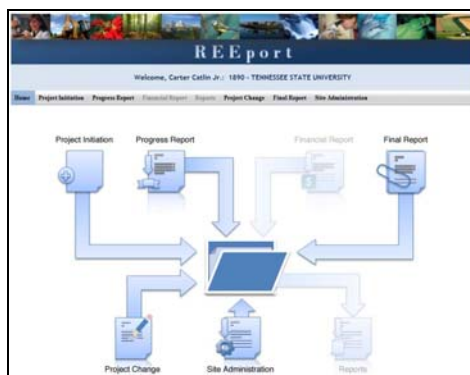 REEport
Welcome, Carter Catlin Jr.: 1890 - TENNESSEE STATE UNIVERSITY
Home Project Initiation Progress Report Financial Report Reports Project Change Final Report Site Administration
Project Initiation Progress Report Financial Report Final Report
Project Change Site Administration Reports